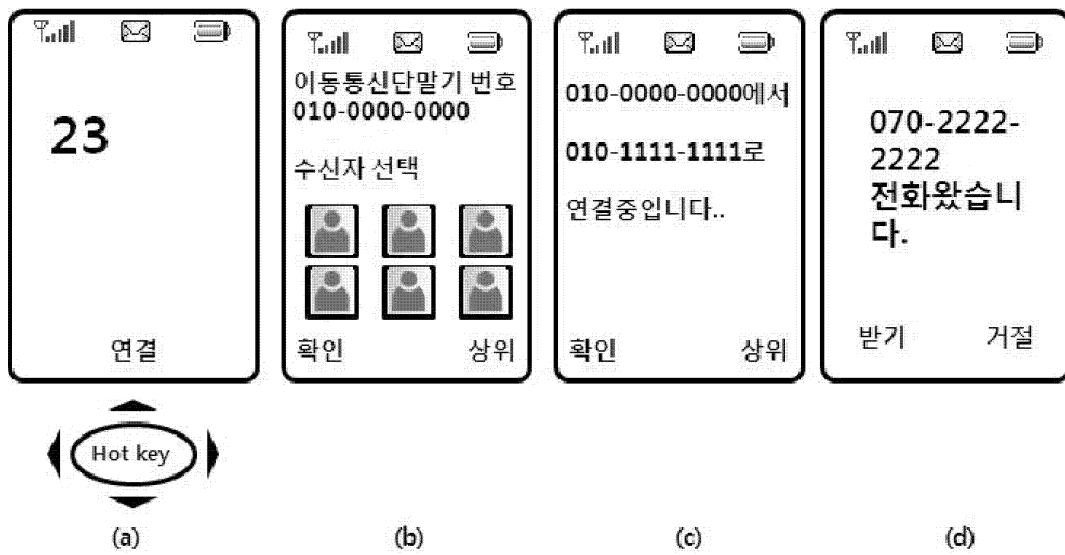 23
연결
Hot key
(a)
이동통신단말기 번호
010-0000-0000
수신자 선택
확인
상위
(b)
010-0000-0000에서
010-1111-1111로
연결중입니다..
확인
상위
(c)
070-2222-
2222
전화왔습니
다.
받기
거절
(d)